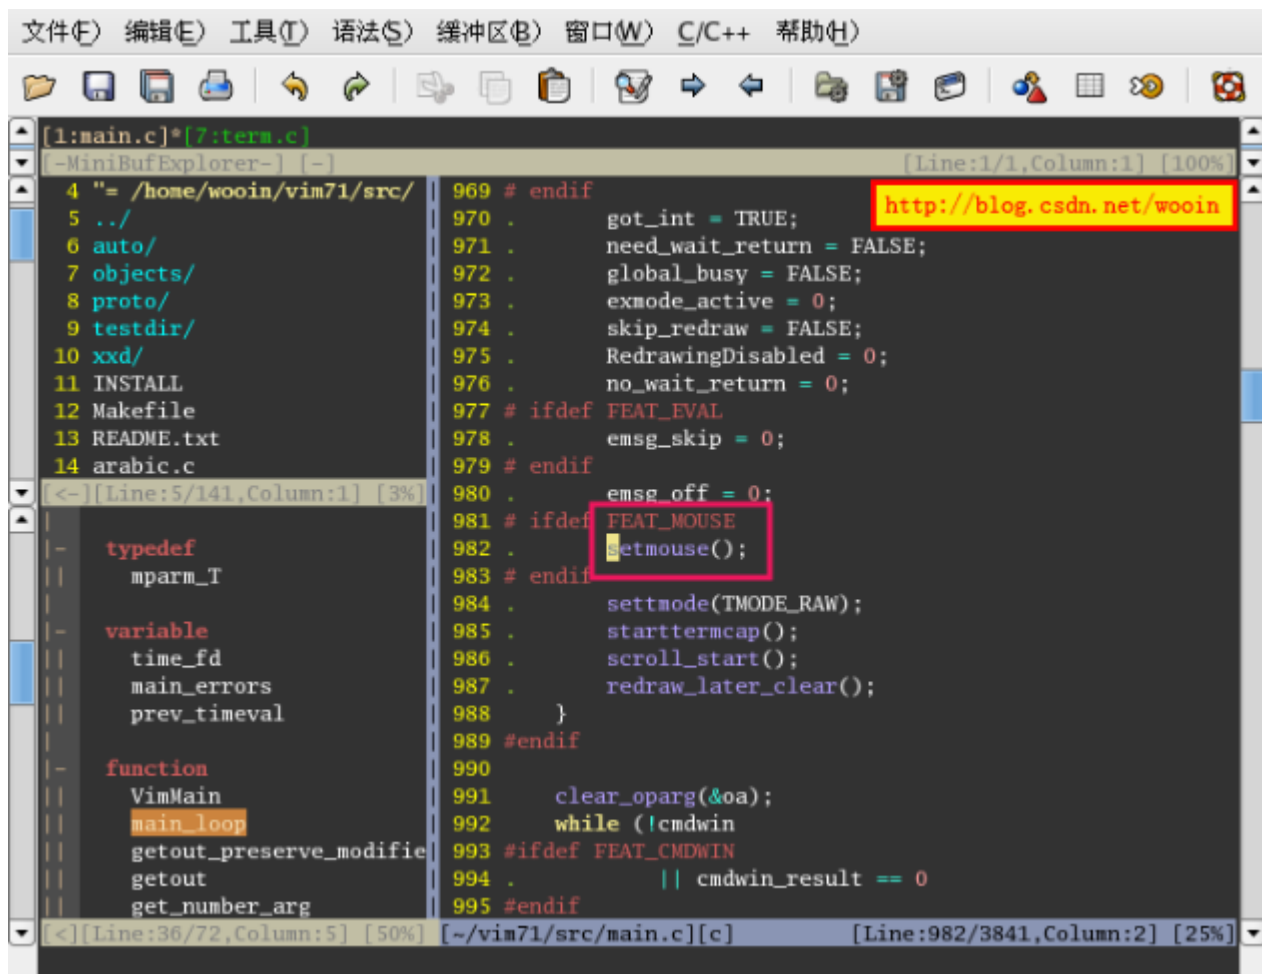 文件(F) 编辑(E) 工具(T) 语法(S) 缓冲区(B) 窗口(W) C/C++ 帮助(H)
[1:main.c]*[7:term.c]
[-MiniBufExplorer-] [-] [Line:1/1,Column:1] [100%]
4 "= /home/wooin/vim71/src/
5 ../
6 auto/
7 objects/
8 proto/
9 testdir/
10 xxd/
11 INSTALL
12 Makefile
13 README.txt
14 arabic.c
[<-][Line:5/141,Column:1] [3%]
|
|- typedef
|| mparm_T
|
|- variable
|| time_fd
|| main_errors
|| prev_timeval
|
|- function
|| VimMain
|| main_loop
|| getout_preserve_modifie
|| getout
|| get_number_arg
[<][Line:36/72,Column:5] [50%]
http://blog.csdn.net/wooin
969 # endif
970 . got_int = TRUE;
971 . need_wait_return = FALSE;
972 . global_busy = FALSE;
973 . exmode_active = 0;
974 . skip_redraw = FALSE;
975 . RedrawingDisabled = 0;
976 . no_wait_return = 0;
977 # ifdef FEAT_EVAL
978 . emsg_skip = 0;
979 # endif
980 . emsg_off = 0;
981 # ifdef FEAT_MOUSE
982 . setmouse();
983 # endif
984 . settmode(TMODE_RAW);
985 . starttermcap();
986 . scroll_start();
987 . redraw_later_clear();
988 }
989 #endif
990
991 clear_oparg(&oa);
992 while (!cmdwin
993 #ifdef FEAT_CMDWIN
994 . || cmdwin_result == 0
995 #endif
[~/vim71/src/main.c][c] [Line:982/3841,Column:2] [25%]